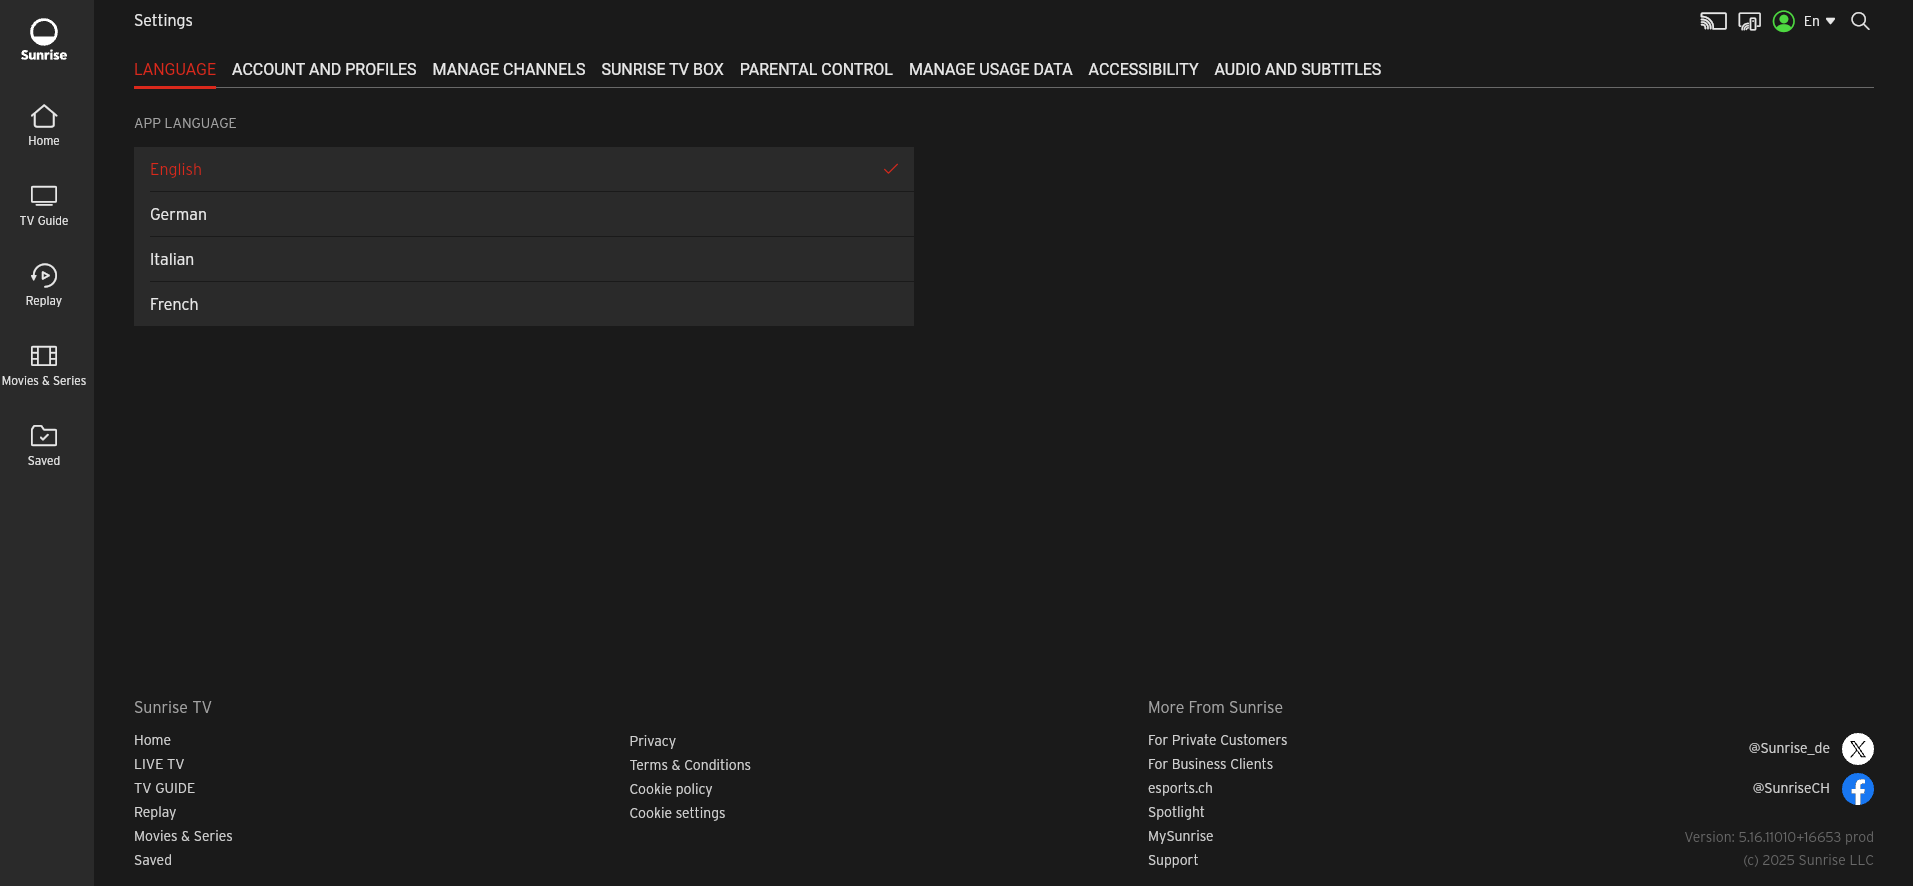 Sunrise
Home
TV Guide
Replay
Movies & Series
Saved
Settings
En
LANGUAGE ACCOUNT AND PROFILES MANAGE CHANNELS SUNRISE TV BOX PARENTAL CONTROL MANAGE USAGE DATA ACCESSIBILITY AUDIO AND SUBTITLES
APP LANGUAGE
English
German
Italian
French
Sunrise TV
Home
LIVE TV
TV GUIDE
Replay
Movies & Series
Saved
Privacy
Terms & Conditions
Cookie policy
Cookie settings
More From Sunrise
For Private Customers
For Business Clients
esports.ch
Spotlight
MySunrise
Support
@Sunrise_de
@SunriseCH
Version: 5.16.11010+16653 prod
(c) 2025 Sunrise LLC